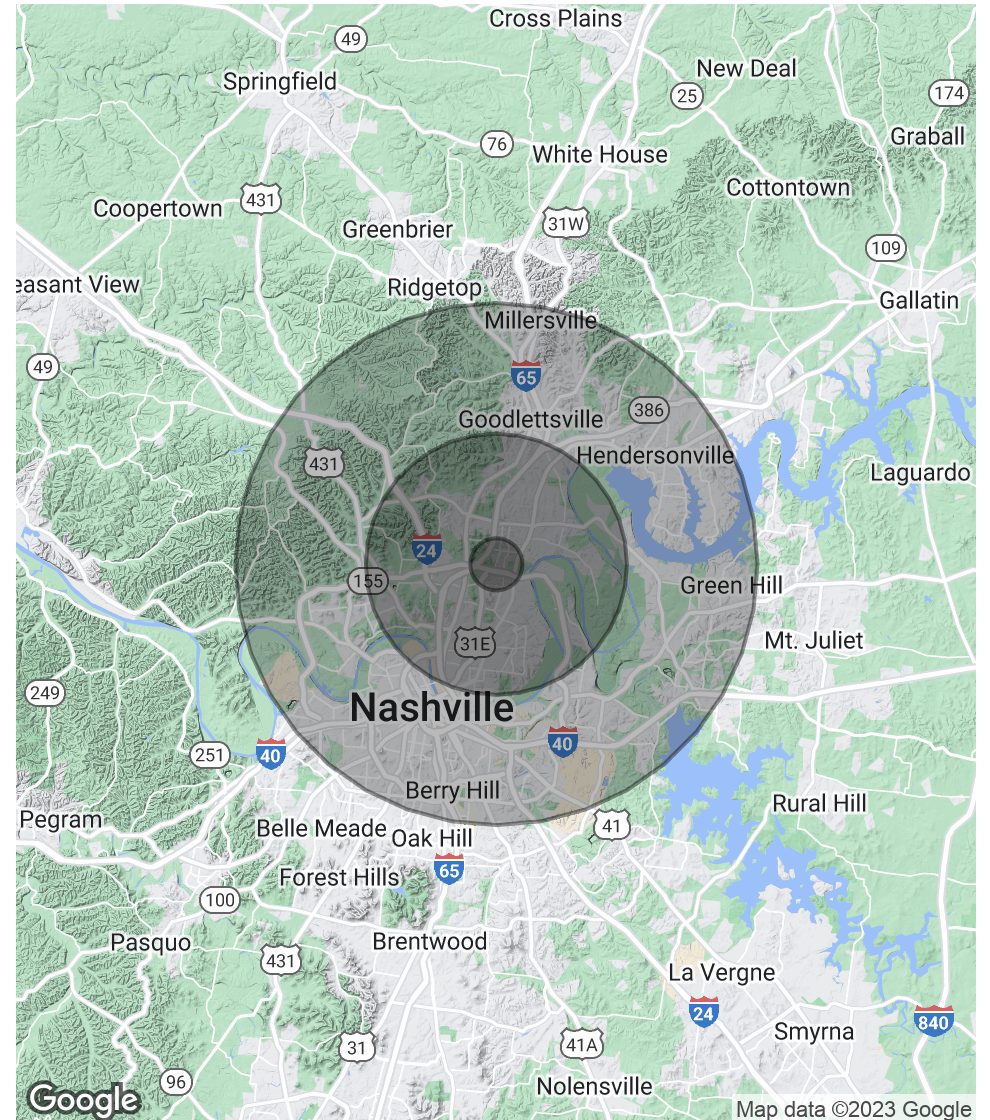 Cross Plains
49
New Deal
Springfield
25
174
Graball
76
White House
Cottontown
431
Coopertown
31W
Greenbrier
109
easant View
Ridgetop
Gallatin
Millersville
49
65
386
Goodlettsville
Hendersonville
431
Laguardo
24
155
Green Hill
31E
Mt. Juliet
249
Nashville
40
251
40
Berry Hill
Rural Hill
Pegram
41
Belle Meade
Oak Hill
65
Forest Hills
100
Brentwood
Pasquo
431
La Vergne
24
840
Smyrna
31
41A
96
Nolensville
Google
Map data ©2023 Google